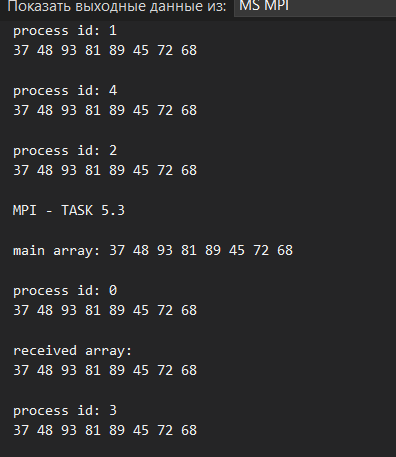 Показать выходные данные из: MS MPI
process id: 1
37 48 93 81 89 45 72 68
process id: 4
37 48 93 81 89 45 72 68
process id: 2
37 48 93 81 89 45 72 68
MPI - TASK 5.3
main array: 37 48 93 81 89 45 72 68
process id: 0
37 48 93 81 89 45 72 68
received array:
37 48 93 81 89 45 72 68
process id: 3
37 48 93 81 89 45 72 68